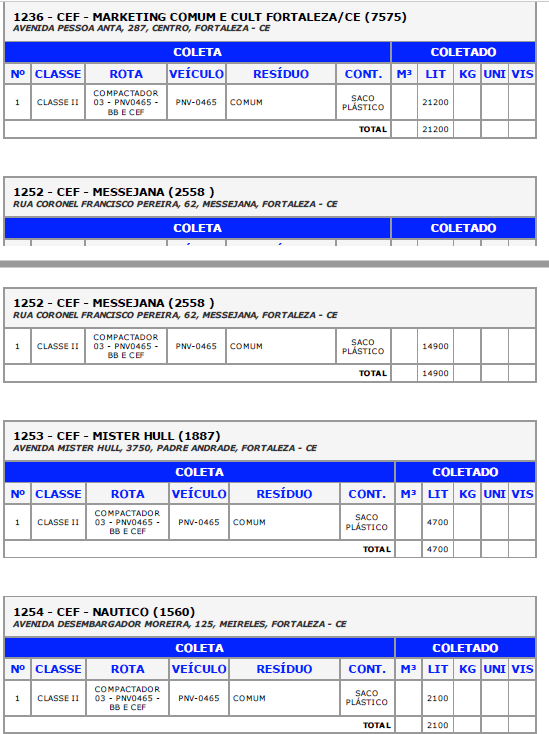 1236 - CEF - MARKETING COMUM E CULT FORTALEZA/CE (7575)
AVENIDA PESSOA ANTA, 287, CENTRO, FORTALEZA - CE
COLETA COLETADO
Nº CLASSE ROTA VEÍCULO RESÍDUO CONT. M³ LIT KG UNI VIS
1 CLASSE II COMPACTADOR 03 - PNV0465 - BB E CEF PNV-0465 COMUM SACO PLÁSTICO 21200
TOTAL 21200
1252 - CEF - MESSEJANA (2558 )
RUA CORONEL FRANCISCO PEREIRA, 62, MESSEJANA, FORTALEZA - CE
COLETA COLETADO
1252 - CEF - MESSEJANA (2558 )
RUA CORONEL FRANCISCO PEREIRA, 62, MESSEJANA, FORTALEZA - CE
1 CLASSE II COMPACTADOR 03 - PNV0465 - BB E CEF PNV-0465 COMUM SACO PLÁSTICO 14900
TOTAL 14900
1253 - CEF - MISTER HULL (1887)
AVENIDA MISTER HULL, 3750, PADRE ANDRADE, FORTALEZA - CE
COLETA COLETADO
Nº CLASSE ROTA VEÍCULO RESÍDUO CONT. M³ LIT KG UNI VIS
1 CLASSE II COMPACTADOR 03 - PNV0465 - BB E CEF PNV-0465 COMUM SACO PLÁSTICO 4700
TOTAL 4700
1254 - CEF - NAUTICO (1560)
AVENIDA DESEMBARGADOR MOREIRA, 125, MEIRELES, FORTALEZA - CE
COLETA COLETADO
Nº CLASSE ROTA VEÍCULO RESÍDUO CONT. M³ LIT KG UNI VIS
1 CLASSE II COMPACTADOR 03 - PNV0465 - BB E CEF PNV-0465 COMUM SACO PLÁSTICO 2100
TOTAL 2100